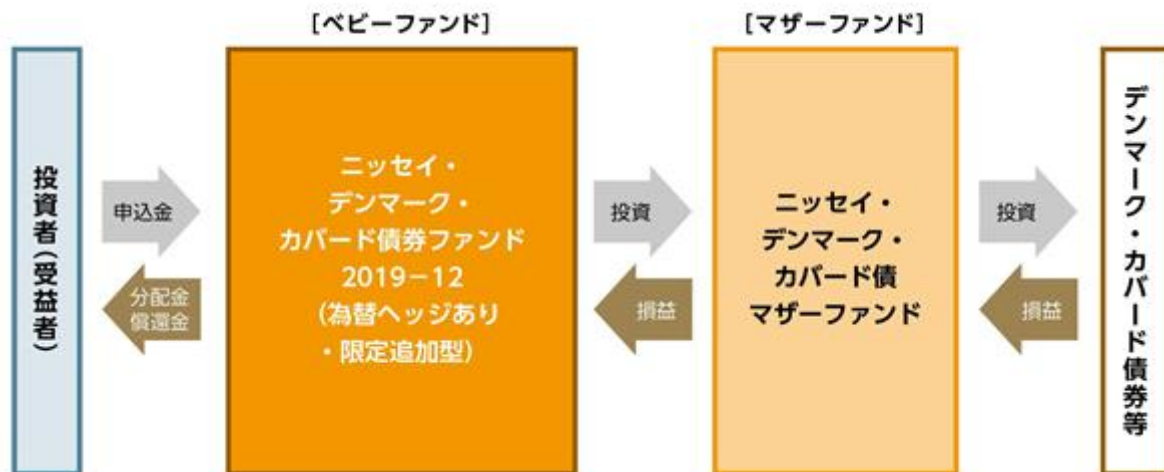 [ベビーファンド]
[マザーファンド]
投資者（受益者）
申込金
分配金
償還金
ニッセイ・
デンマーク・
カバード債券ファンド
2019－12
（為替ヘッジあり
・限定追加型）
投資
損益
ニッセイ・
デンマーク・
カバード債
マザーファンド
投資
損益
デンマーク・カバード債券等